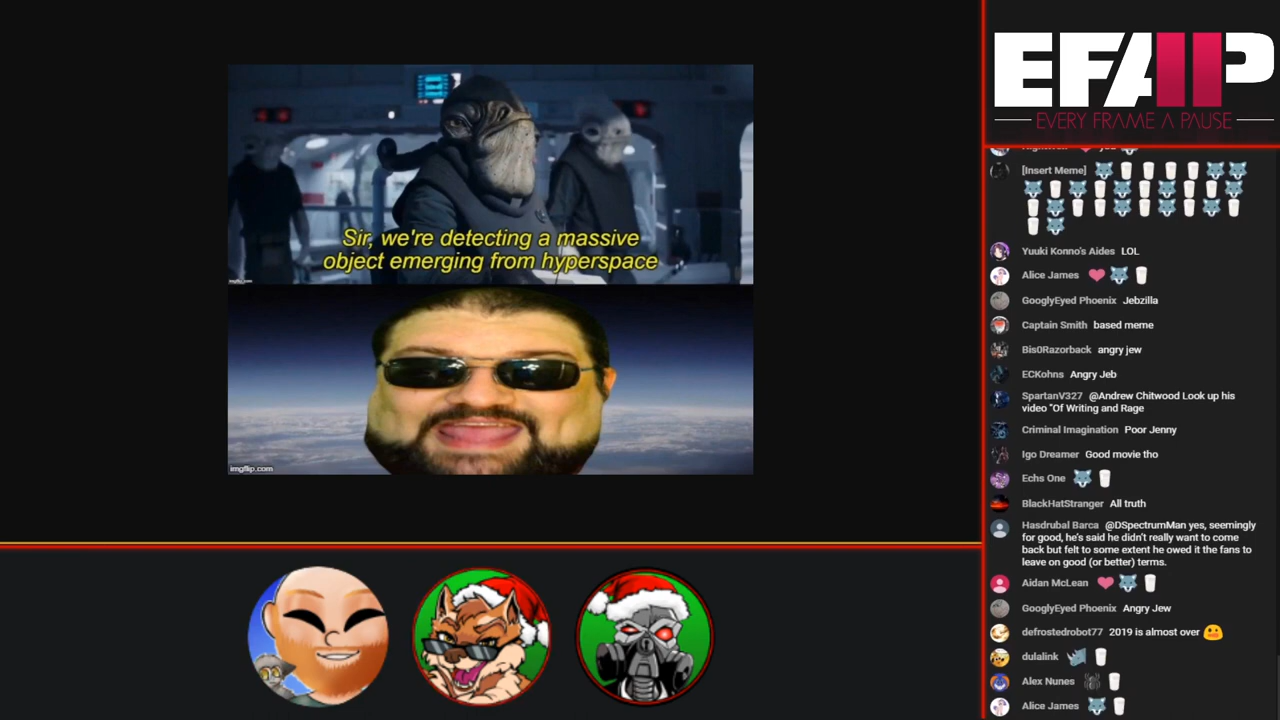 Sir, we're detecting a massive
object emerging from hyperspace
imgflip.com
imgflip.com
EFAP
EVERY FRAME A PAUSE
[Insert Meme]
Yuuki Konno's Aides LOL
Alice James
GooglyEyed Phoenix Jebzilla
Captain Smith based meme
Bis0Razorback angry jew
ECKohns Angry Jeb
SpartanV327 @Andrew Chitwood Look up his
video "Of Writing and Rage
Criminal Imagination Poor Jenny
Igo Dreamer Good movie tho
Echs One
BlackHatStranger All truth
Hasdrubal Barca @DSpectrumMan yes, seemingly
for good, he's said he didn't really want to come
back but felt to some extent he owed it the fans to
leave on good (or better) terms.
Aidan McLean
GooglyEyed Phoenix Angry Jew
defrostedrobot77 2019 is almost over
dulalink
Alex Nunes
Alice James